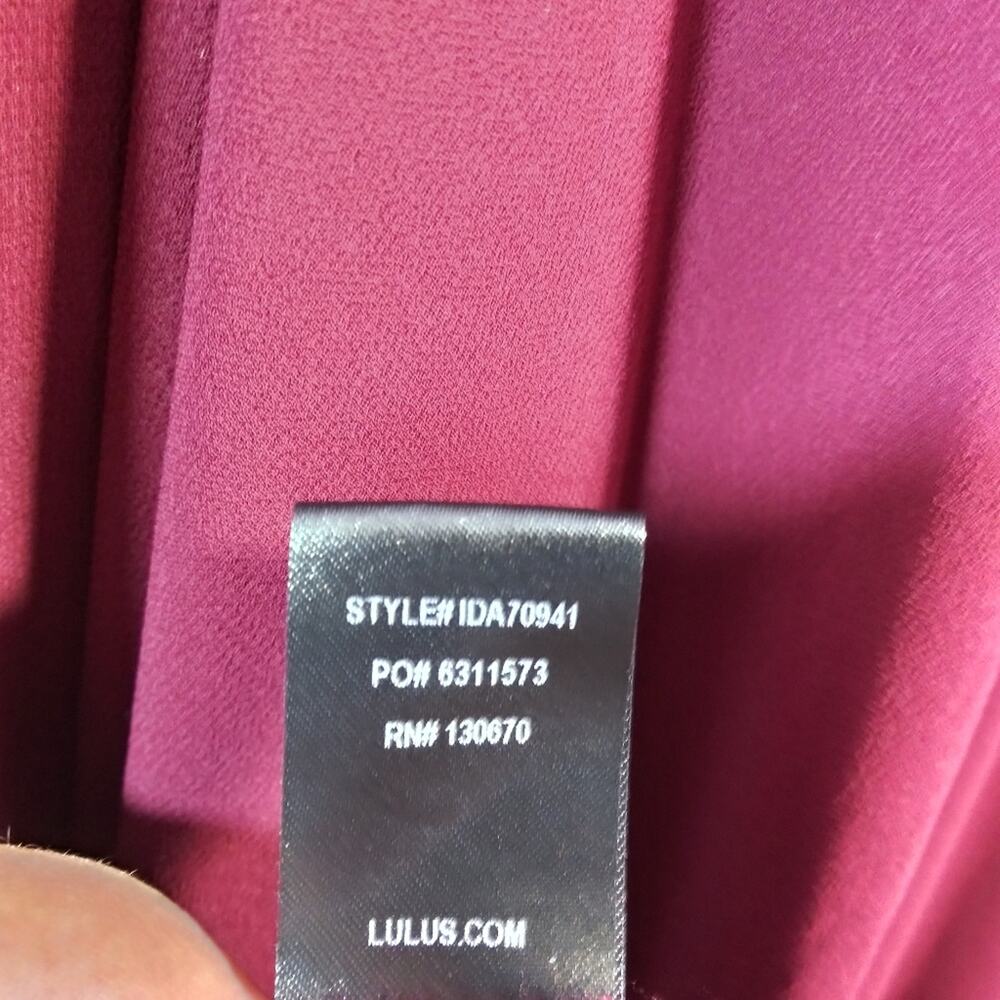 STYLE# IDA70941
PO# 6311573
RN# 130670
LULUS.COM